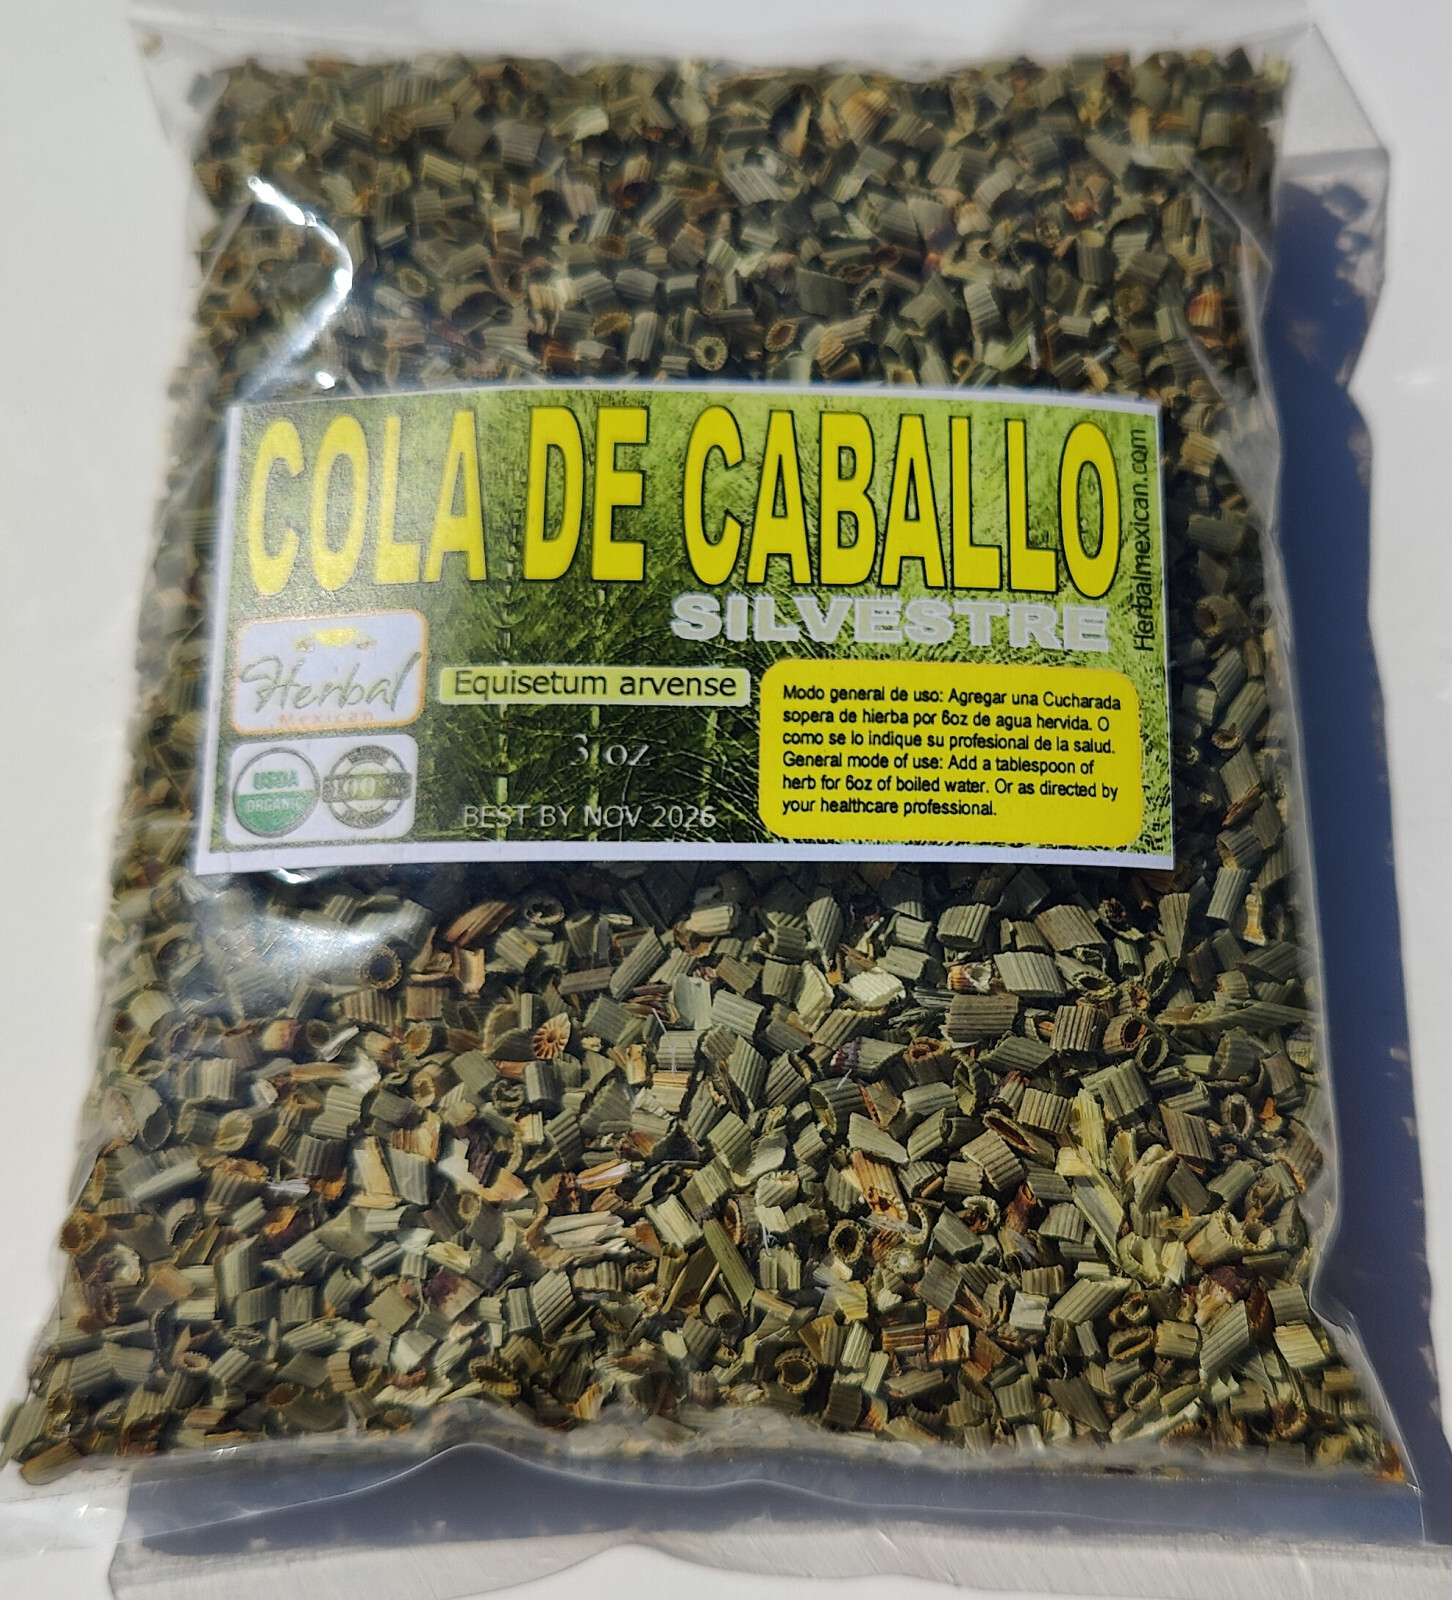 COLA DE CABALLO
SILVESTRE
Herbalmexican.com
Herbal
Mexican
Equisetum arvense
3 oz
BEST BY NOV 2026
USDA
ORGANIC
100
Modo general de uso: Agregar una Cucharada
sopera de hierba por 6oz de agua hervida. O
como se lo indique su profesional de la salud.
General mode of use: Add a tablespoon of
herb for 6oz of boiled water. Or as directed by
your healthcare professional.